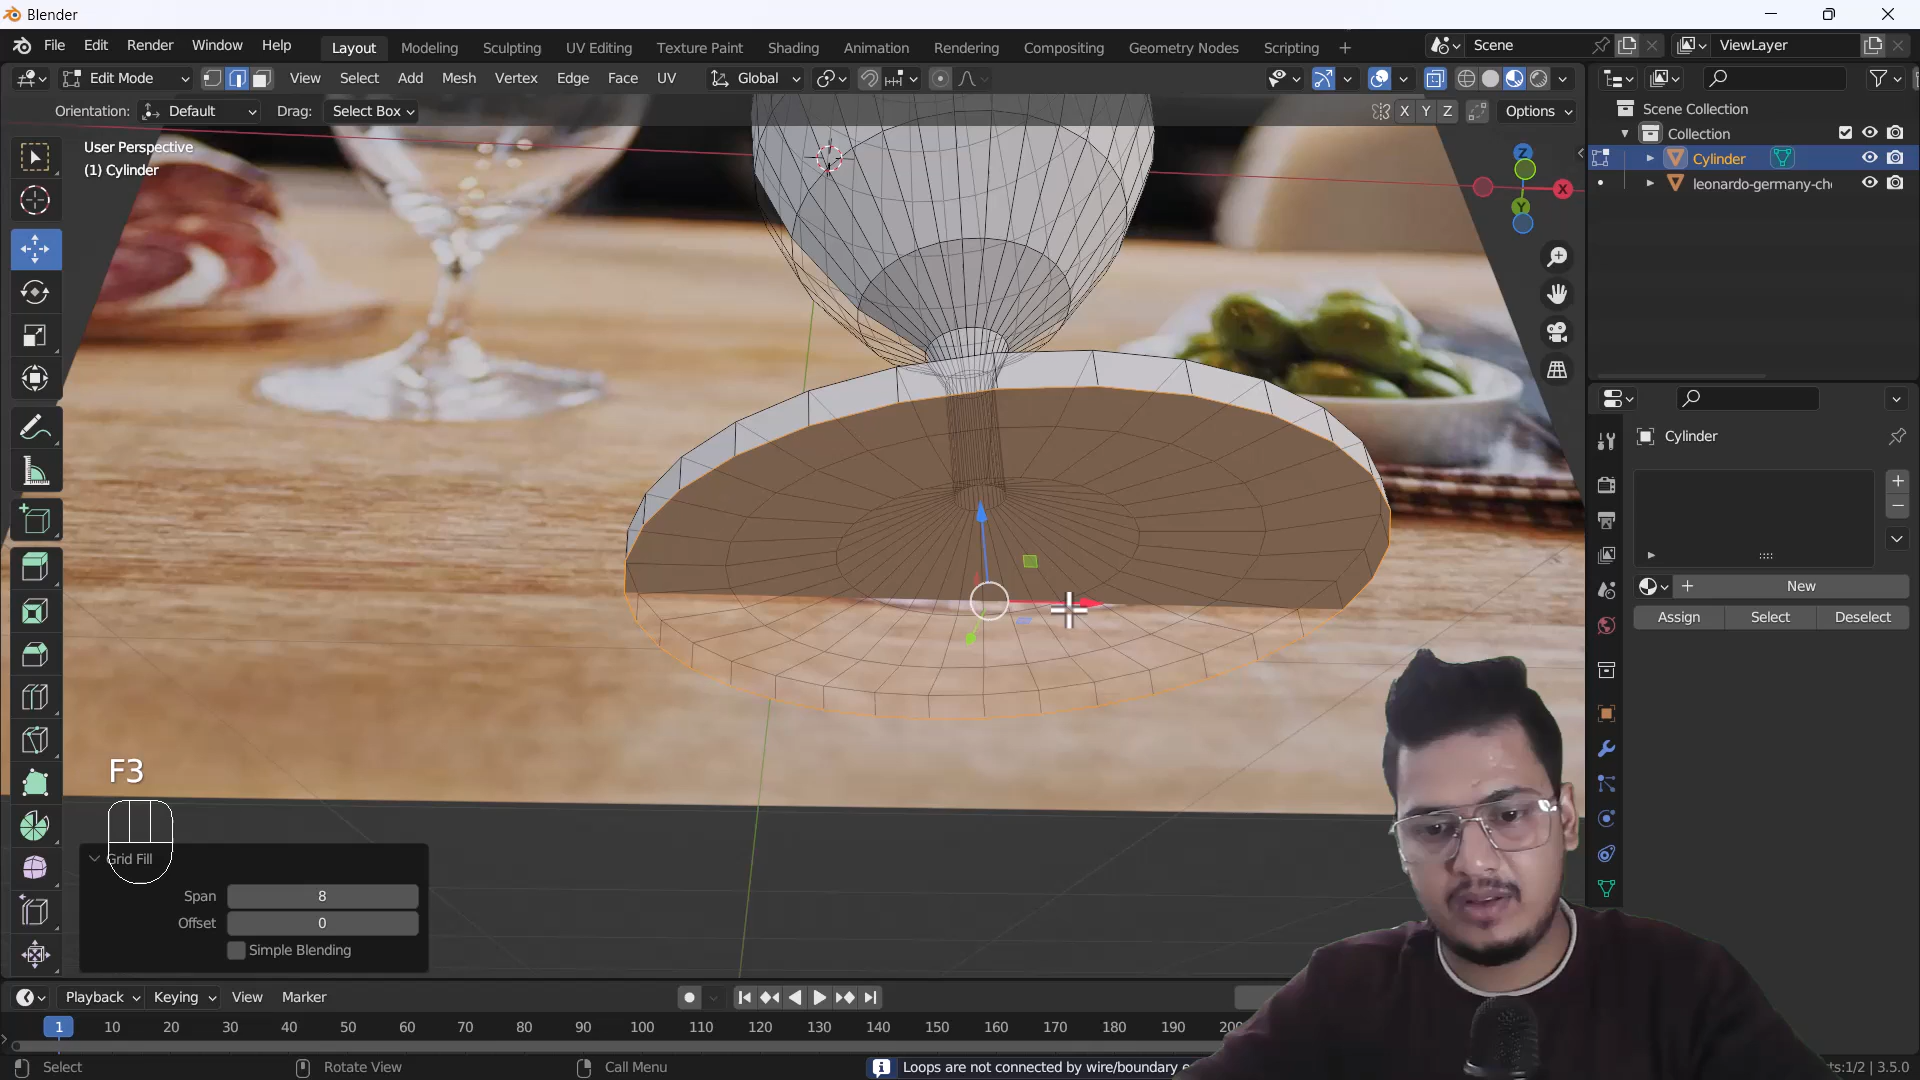 Blender
File Edit Render Window Help
Layout Modeling Sculpting UV Editing Texture Paint Shading Animation Rendering Compositing Geometry Nodes Scripting +
Scene
ViewLayer
Edit Mode View Select Add Mesh Vertex Edge Face UV
Global
Orientation: Default Drag: Select Box
X Y Z Options
User Perspective
(1) Cylinder
Z
X
Y
Scene Collection
Collection
Cylinder
leonardo-germany-ch
Cylinder
New
Assign Select Deselect
F3
Grid Fill
Span 8
Offset 0
Simple Blending
Playback Keying View Marker
1 10 20 30 40 50 60 70 80 90 100 110 120 130 140 150 160 170 180 190 200
Select Rotate View Call Menu
Loops are not connected by wire/boundary
ts:1/2 | 3.5.0